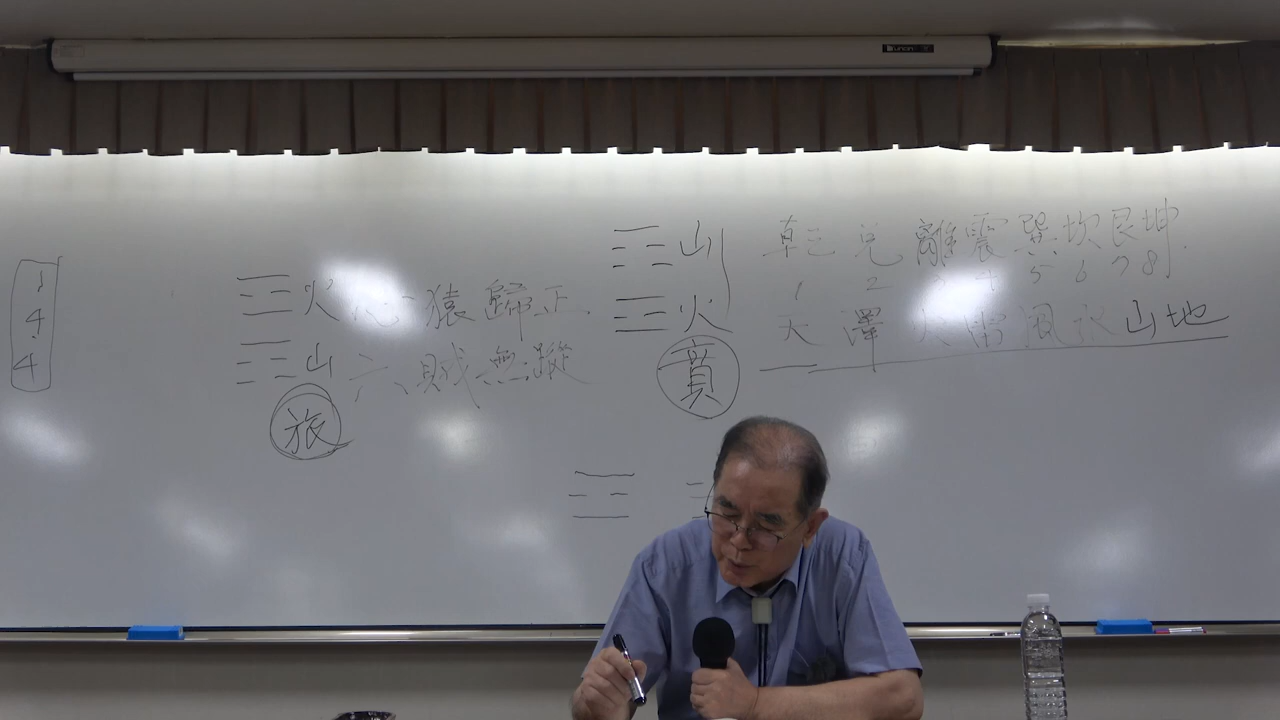 1
4.
4
火 心猿歸正
山 六賊無蹤
旅
山
火
賁
乾 兌 離 震 巽 坎 艮 坤
1 2 3 4 5 6 7 8
天 澤 火 雷 風 水 山 地